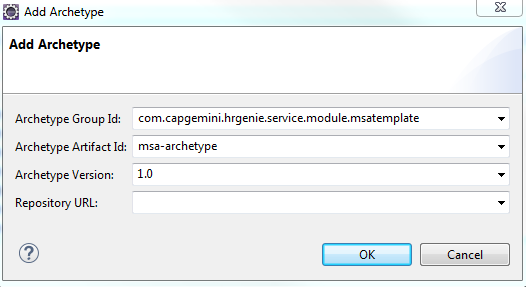 Add Archetype
Add Archetype
Archetype Group Id: com.capgemini.hrgenie.service.module.msatemplate
Archetype Artifact Id: msa-archetype
Archetype Version: 1.0
Repository URL:
? OK Cancel